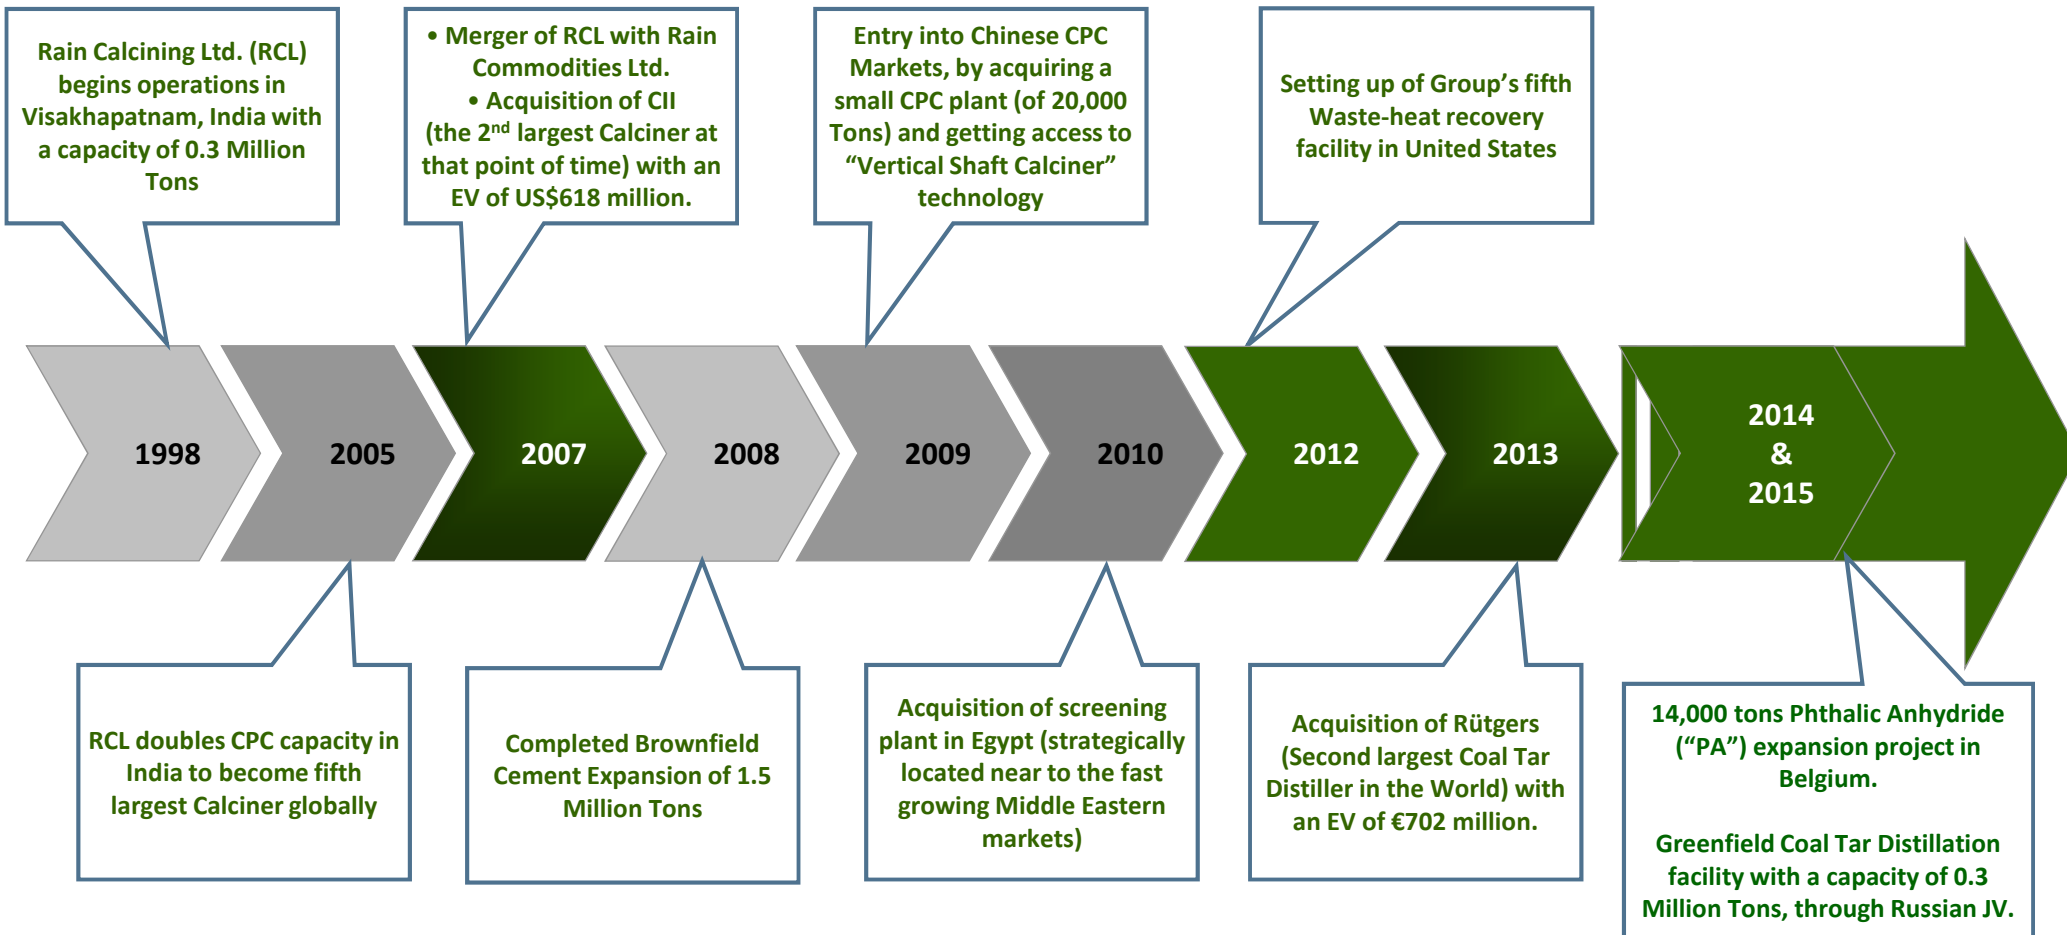 Rain Calcining Ltd. (RCL)
begins operations in
Visakhapatnam, India with
a capacity of 0.3 Million
Tons
• Merger of RCL with Rain
Commodities Ltd.
• Acquisition of CII
(the 2nd largest Calciner at
that point of time) with an
EV of US$618 million.
Entry into Chinese CPC
Markets, by acquiring a
small CPC plant (of 20,000
Tons) and getting access to
“Vertical Shaft Calciner”
technology
Setting up of Group’s fifth
Waste-heat recovery
facility in United States
1998
2005
2007
2008
2009
2010
2012
2013
2014
&
2015
RCL doubles CPC capacity in
India to become fifth
largest Calciner globally
Completed Brownfield
Cement Expansion of 1.5
Million Tons
Acquisition of screening
plant in Egypt (strategically
located near to the fast
growing Middle Eastern
markets)
Acquisition of Rütgers
(Second largest Coal Tar
Distiller in the World) with
an EV of €702 million.
14,000 tons Phthalic Anhydride
(“PA”) expansion project in
Belgium.
Greenfield Coal Tar Distillation
facility with a capacity of 0.3
Million Tons, through Russian JV.